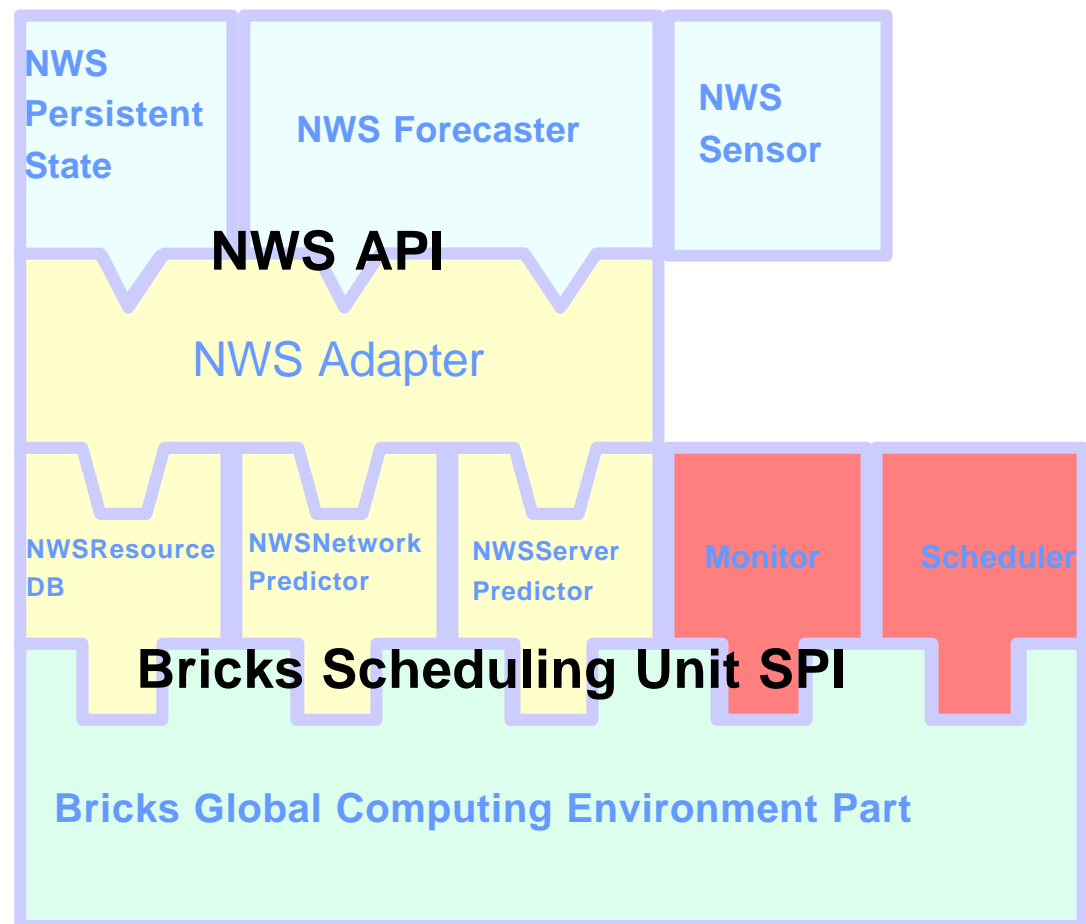 NWS
Persistent
State
NWS Forecaster
NWS
Sensor
NWS API
NWS Adapter
NWSResource
DB
NWSNetwork
Predictor
NWSServer
Predictor
Monitor
Scheduler
Bricks Scheduling Unit SPI
Bricks Global Computing Environment Part